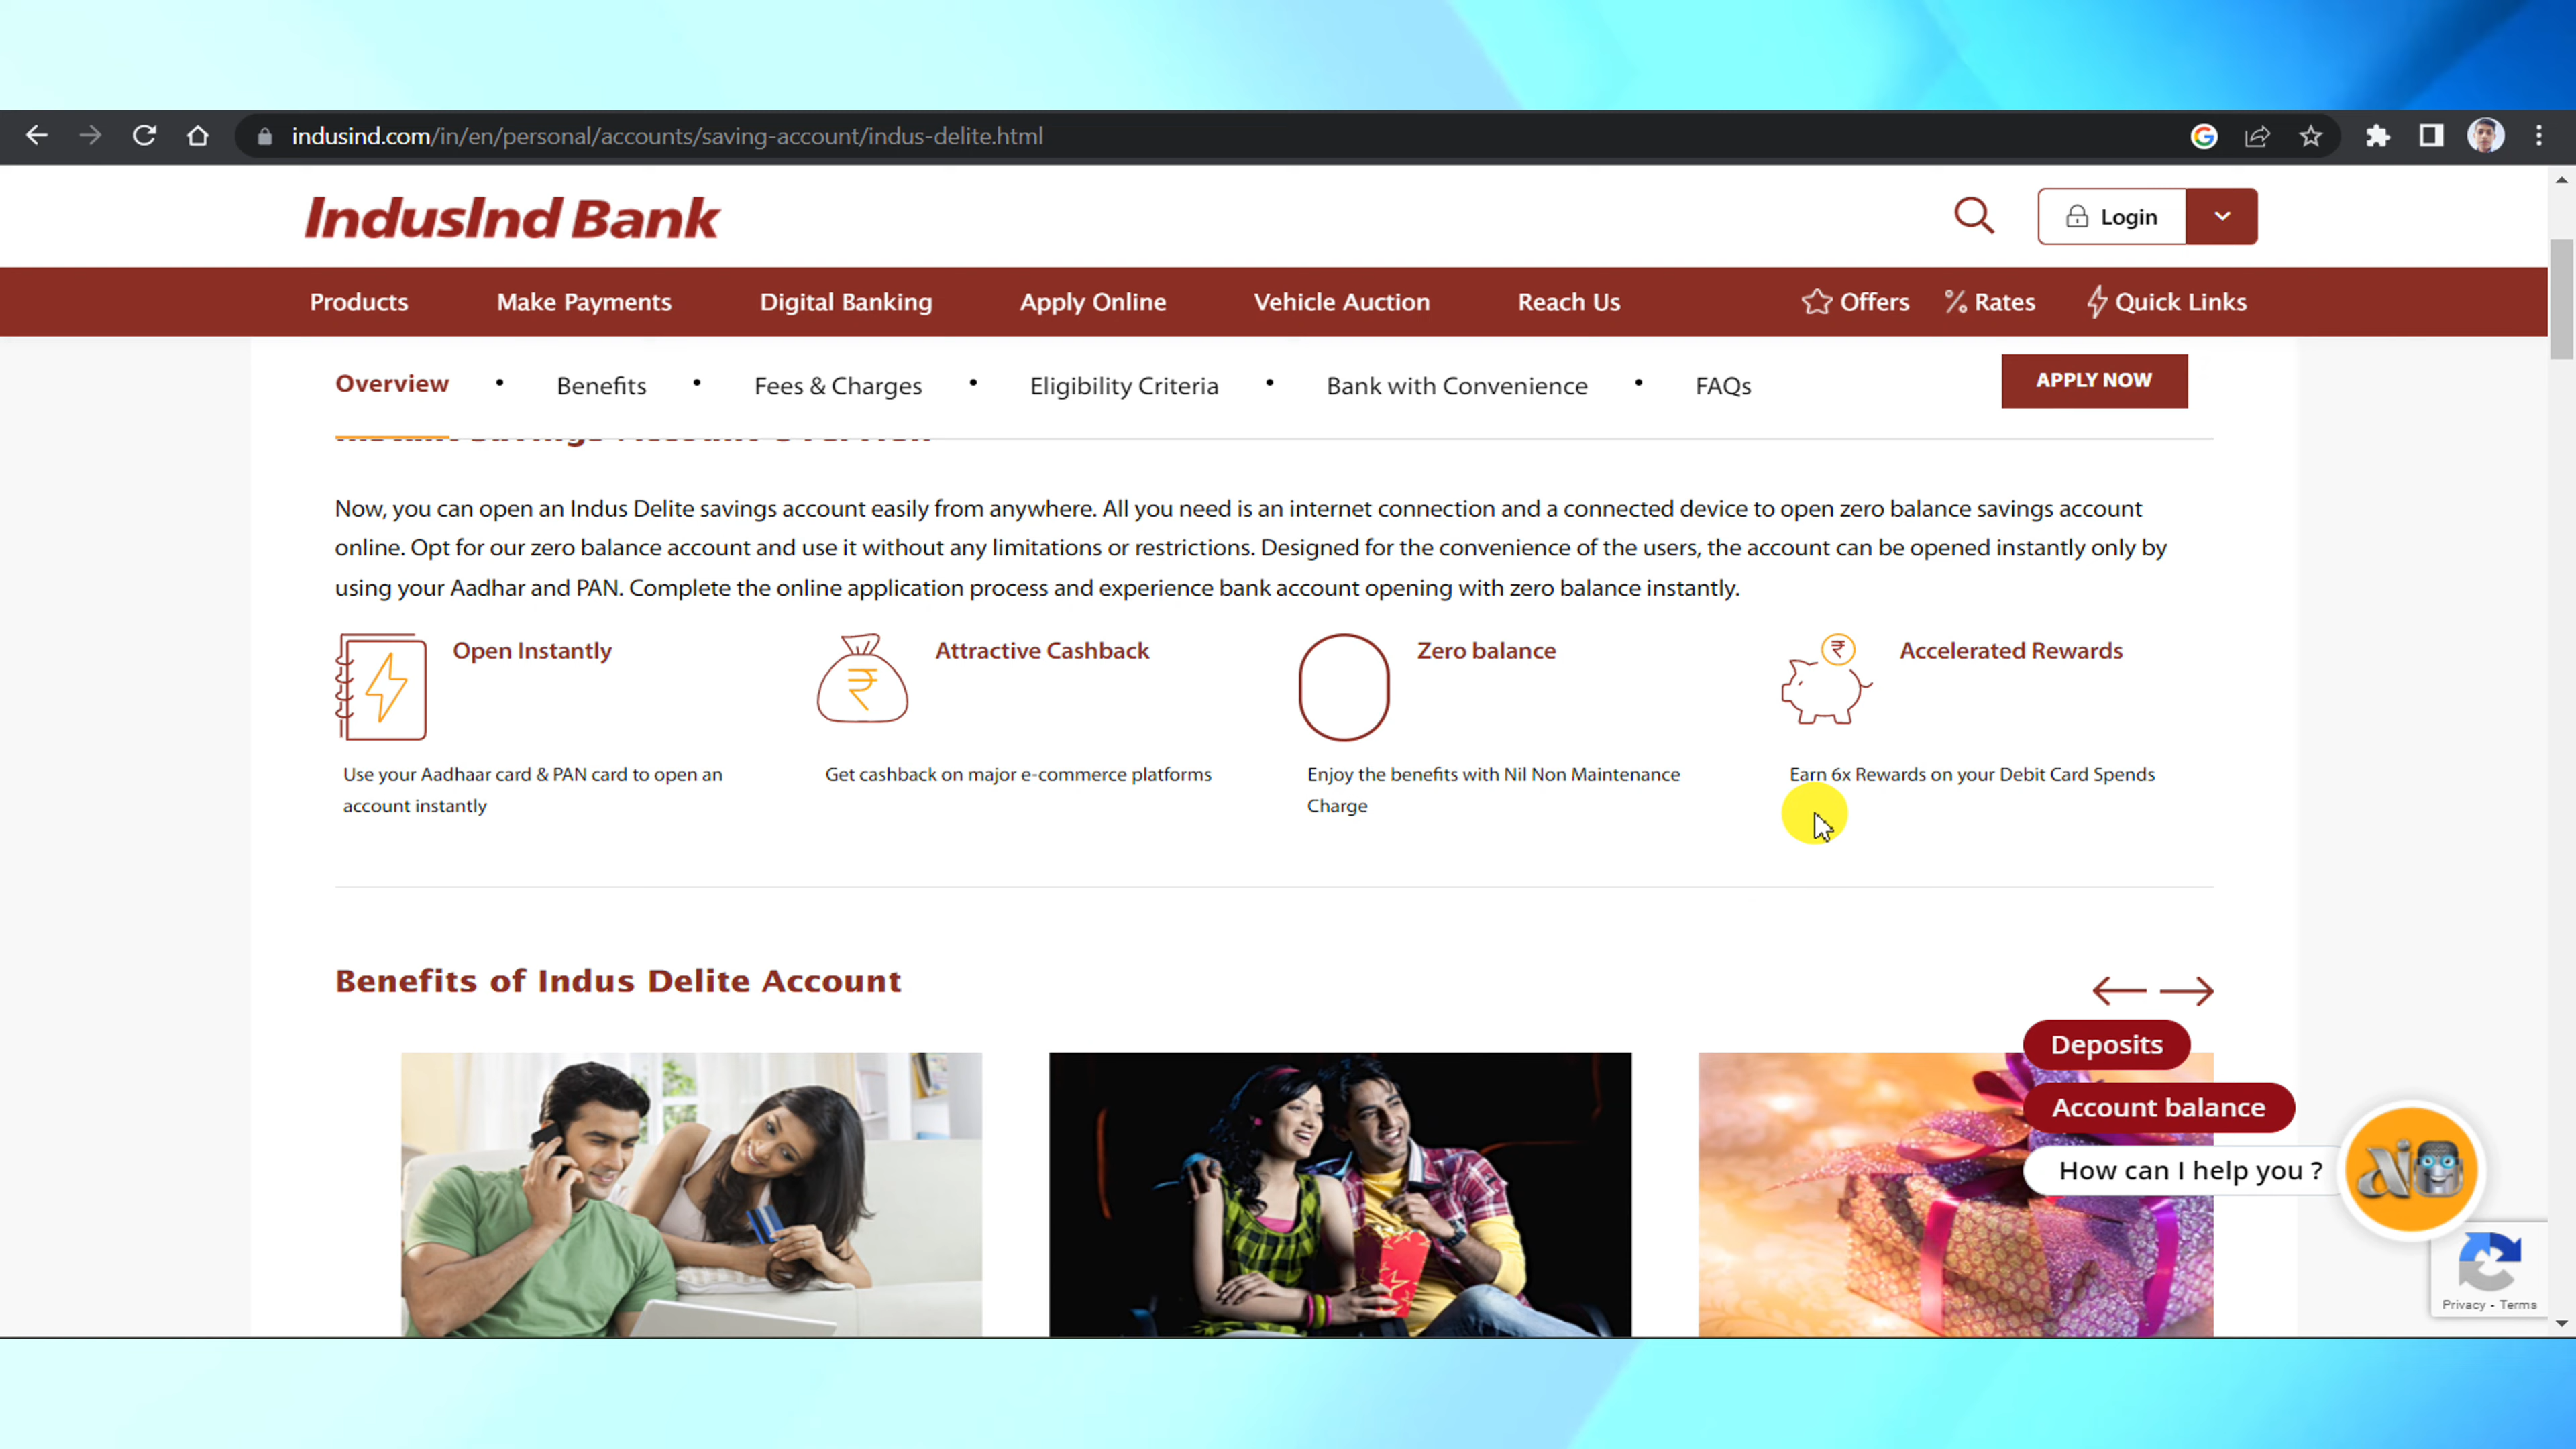 indusind.com/in/en/personal/accounts/saving-account/indus-delite.html
IndusInd Bank
Login
Products
Make Payments
Digital Banking
Apply Online
Vehicle Auction
Reach Us
Offers
% Rates
Quick Links
Overview • Benefits • Fees & Charges • Eligibility Criteria • Bank with Convenience • FAQs
APPLY NOW
Now, you can open an Indus Delite savings account easily from anywhere. All you need is an internet connection and a connected device to open zero balance savings account
online. Opt for our zero balance account and use it without any limitations or restrictions. Designed for the convenience of the users, the account can be opened instantly only by
using your Aadhar and PAN. Complete the online application process and experience bank account opening with zero balance instantly.
Open Instantly
Use your Aadhaar card & PAN card to open an
account instantly
₹
Attractive Cashback
Get cashback on major e-commerce platforms
Zero balance
Enjoy the benefits with Nil Non Maintenance
Charge
₹
Accelerated Rewards
Earn 6x Rewards on your Debit Card Spends
Benefits of Indus Delite Account
Deposits
Account balance
How can I help you ?
Privacy - Terms